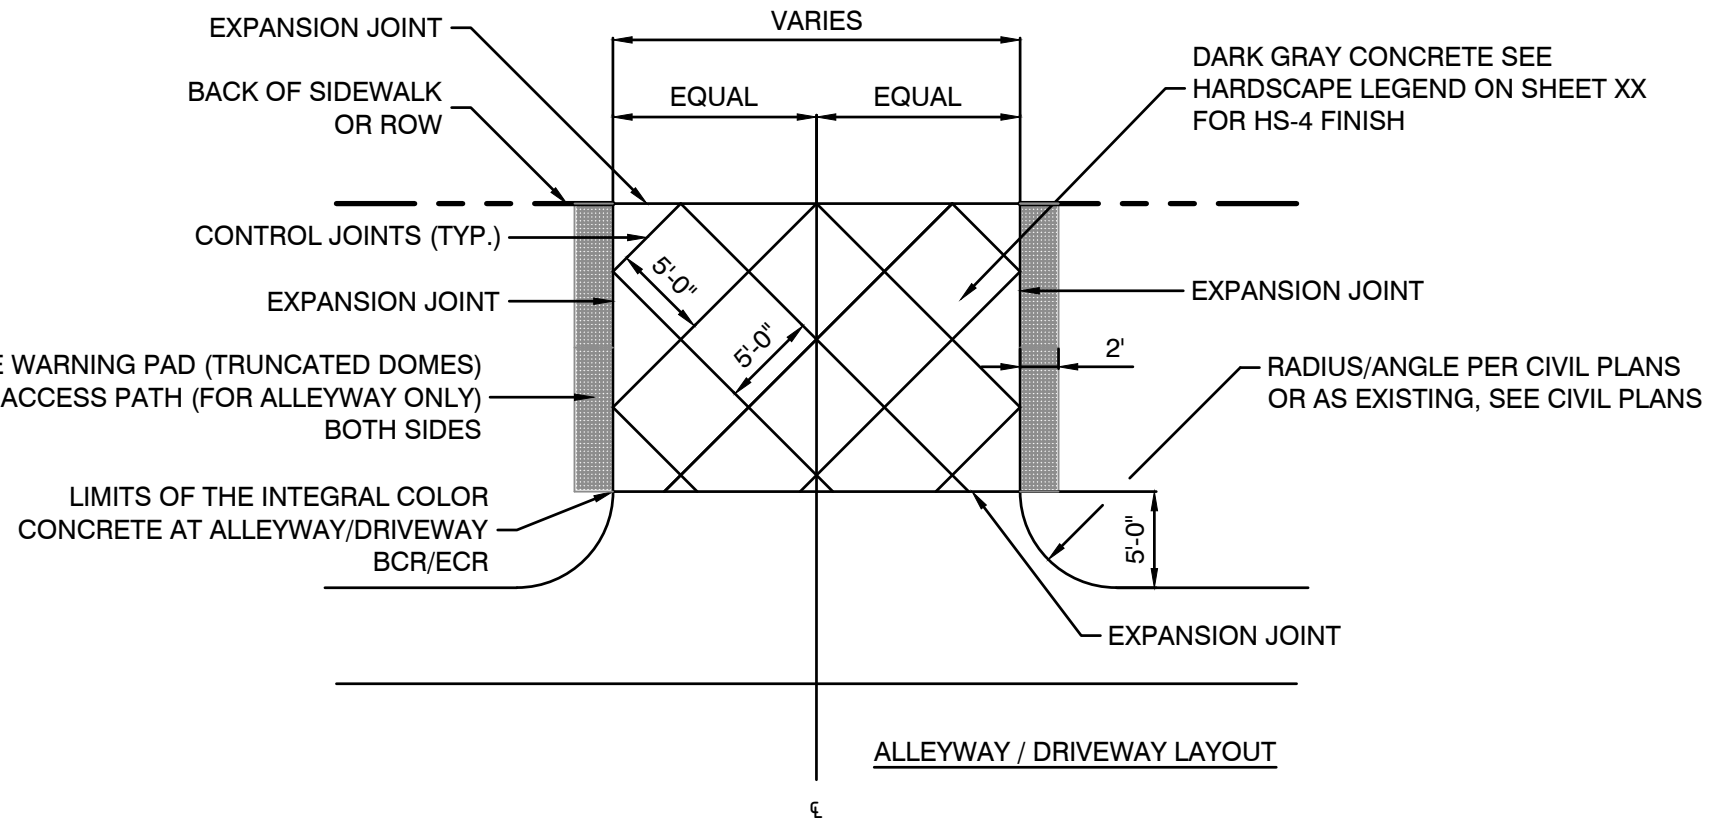 EXPANSION JOINT
VARIES
BACK OF SIDEWALK
OR ROW
EQUAL
EQUAL
DARK GRAY CONCRETE SEE
HARDSCAPE LEGEND ON SHEET XX
FOR HS-4 FINISH
CONTROL JOINTS (TYP.)
5'-0"
5'-0"
EXPANSION JOINT
EXPANSION JOINT
WARNING PAD (TRUNCATED DOMES)
ACCESS PATH (FOR ALLEYWAY ONLY)
BOTH SIDES
2'
RADIUS/ANGLE PER CIVIL PLANS
OR AS EXISTING, SEE CIVIL PLANS
LIMITS OF THE INTEGRAL COLOR
CONCRETE AT ALLEYWAY/DRIVEWAY
BCR/ECR
5'-0"
EXPANSION JOINT
ALLEYWAY / DRIVEWAY LAYOUT
℄